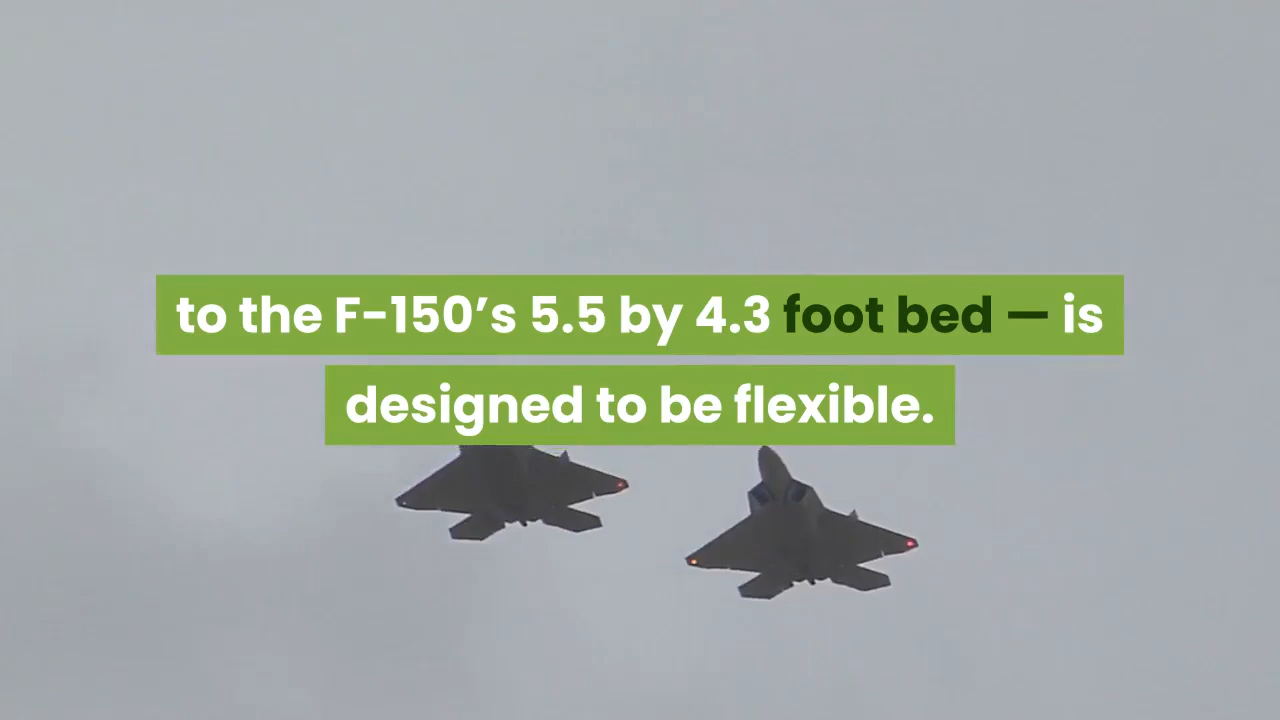 to the F-150’s 5.5 by 4.3 foot bed — is
designed to be flexible.